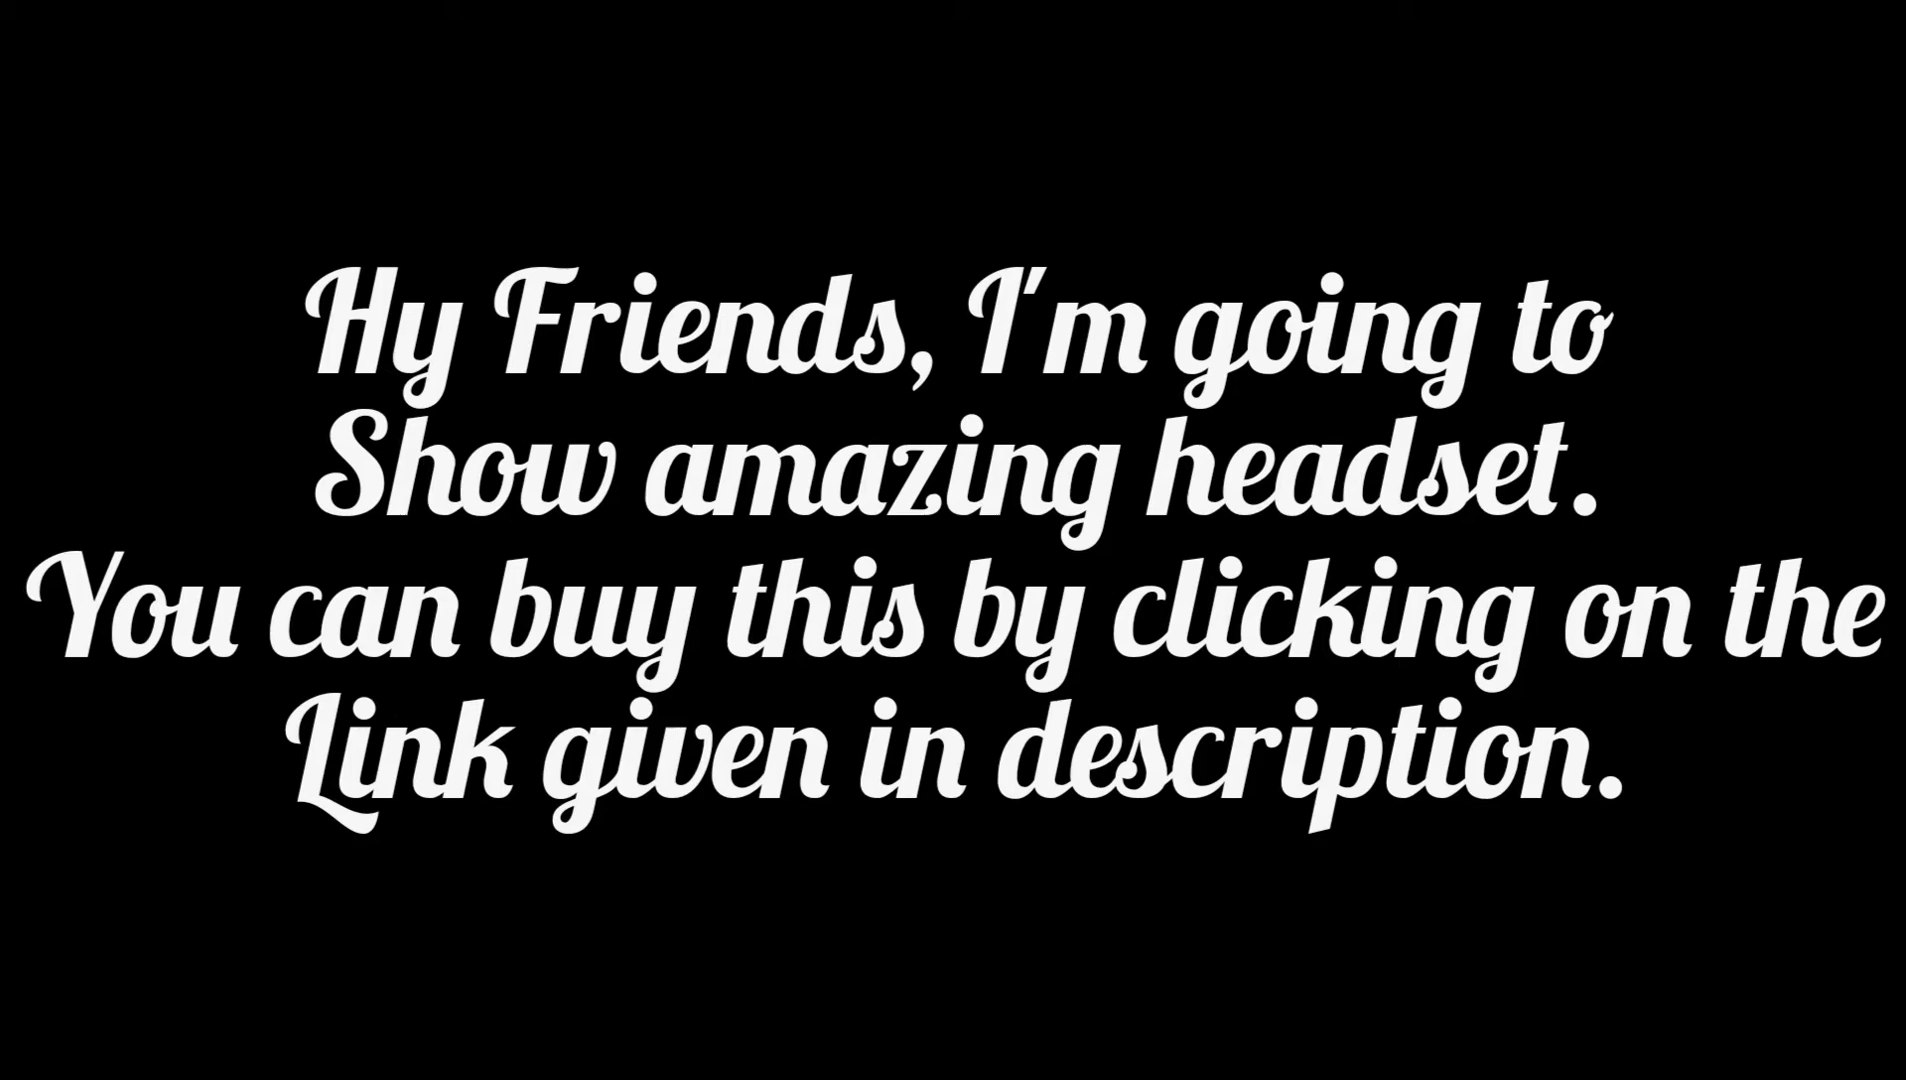 Hy Friends, I'm going to
Show amazing headset.
You can buy this by clicking on the
Link given in description.